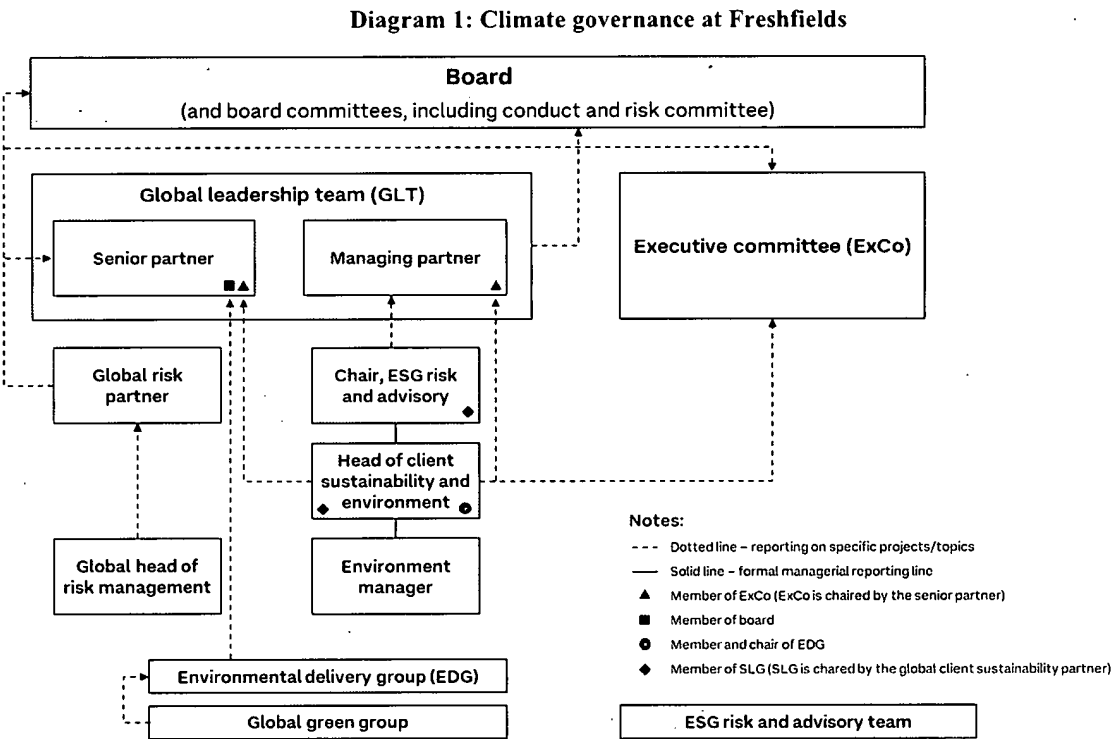 Diagram 1: Climate governance at Freshfields
Board
(and board committees, including conduct and risk committee)
Global leadership team (GLT)
Senior partner
Managing partner
Executive committee (ExCo)
Global risk
partner
Chair, ESG risk
and advisory
Head of client
sustainability and
environment
Global head of
risk management
Environment
manager
Notes:
Dotted line – reporting on specific projects/topics
Solid line – formal managerial reporting line
Member of ExCo (ExCo is chaired by the senior partner)
Member of board
Member and chair of EDG
Member of SLG (SLG is chared by the global client sustainability partner)
Environmental delivery group (EDG)
Global green group
ESG risk and advisory team